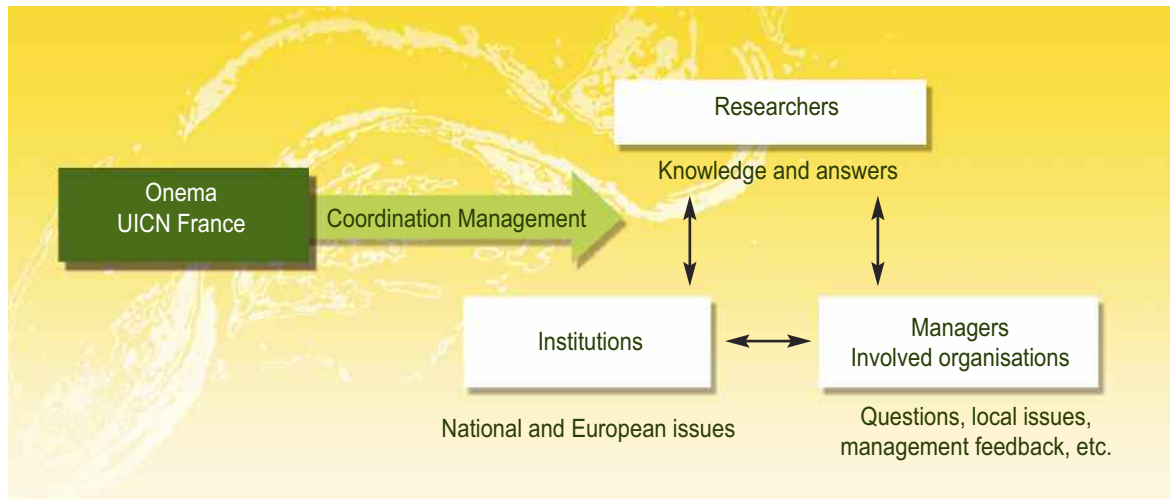 Researchers
Knowledge and answers
Onema
UICN France
Coordination Management
Institutions
National and European issues
Managers
Involved organisations
Questions, local issues,
management feedback, etc.